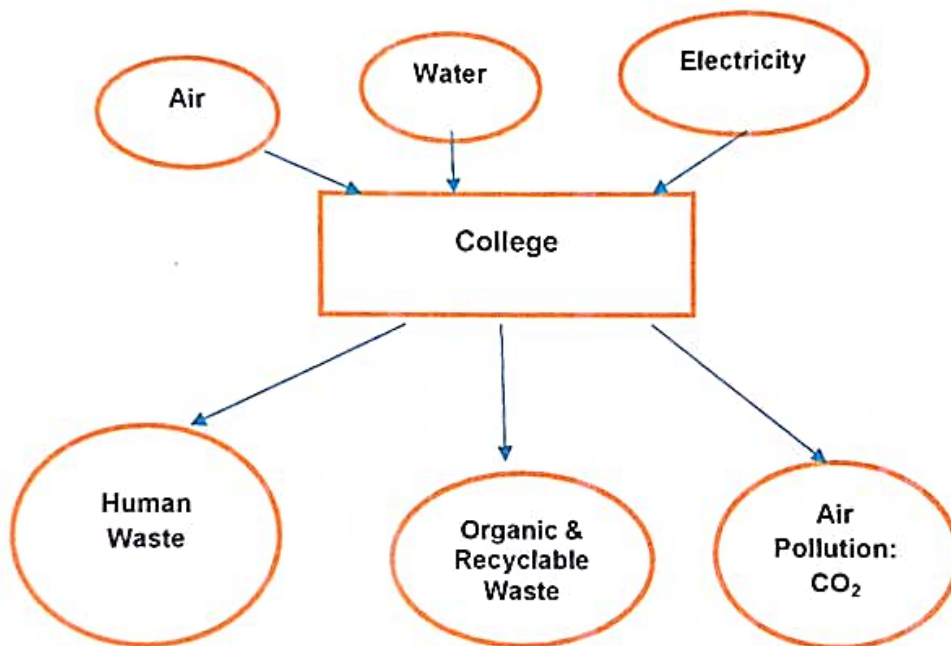 Air
Water
Electricity
College
Human
Waste
Organic &
Recyclable
Waste
Air
Pollution:
CO₂